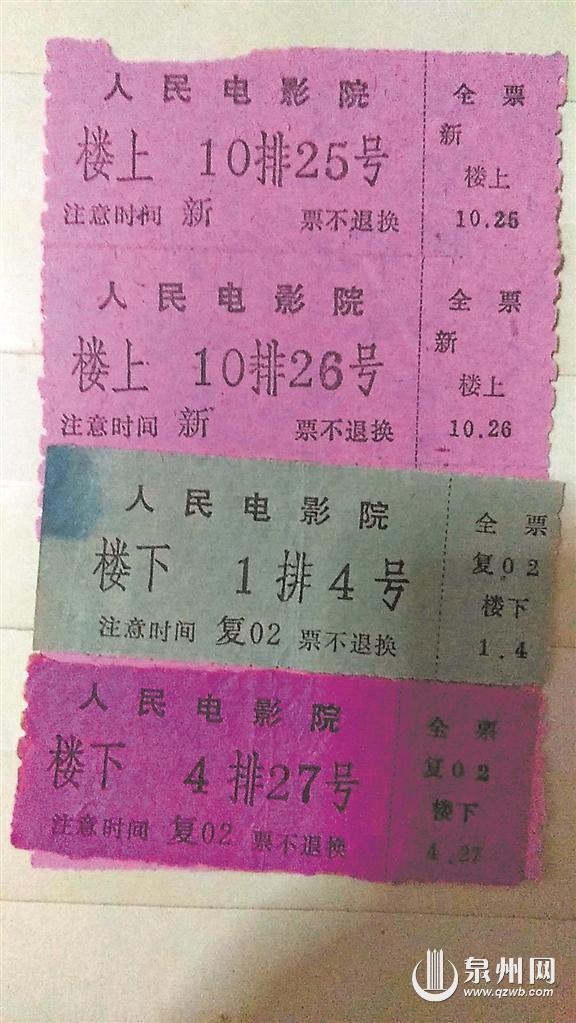 人民电影院
楼上 10排25号
注意时间 新 票不退换
全票
新
楼上
10.25
人民电影院
楼上 10排26号
注意时间 新 票不退换
全票
新
楼上
10.26
人民电影院
楼下 1排4号
注意时间 复02 票不退换
全票
复02
楼下
1.4
人民电影院
楼下 4排27号
注意时间 复02 票不退换
全票
复02
楼下
4.27
泉州网
www.qzwb.com